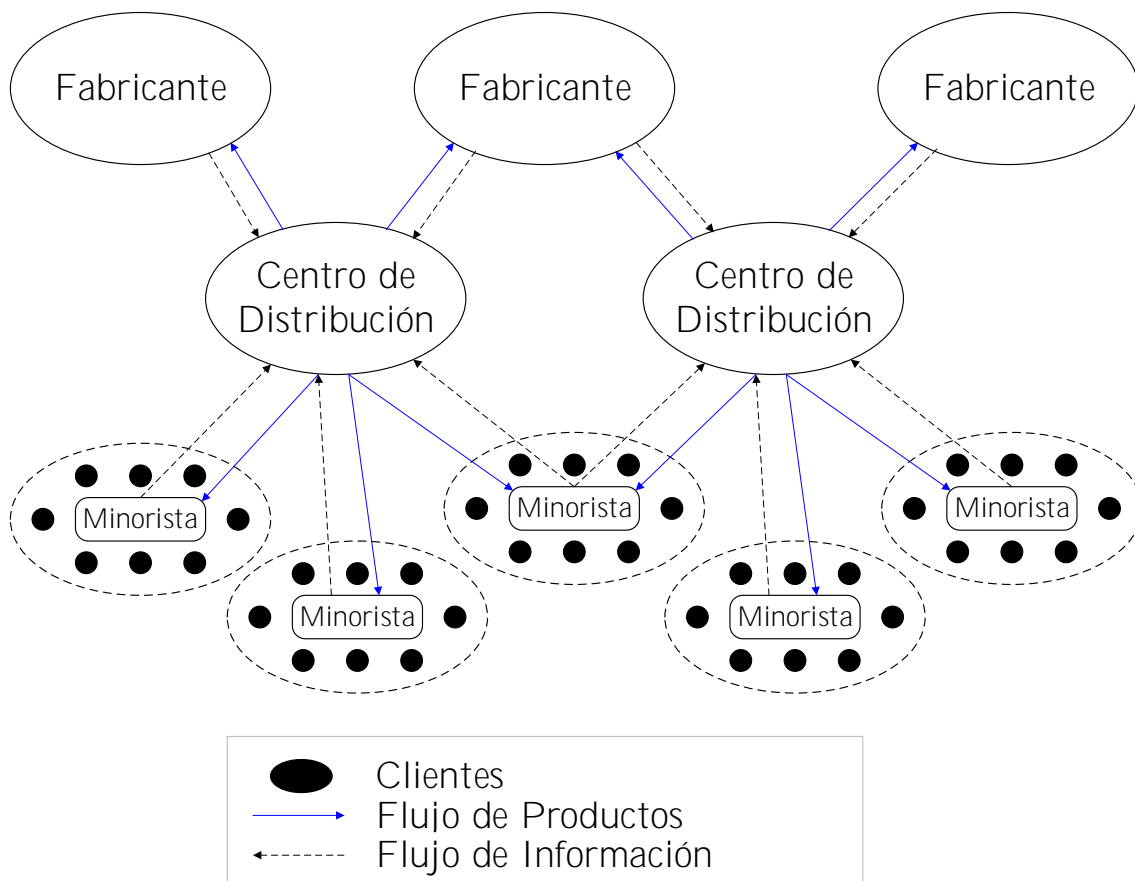 Fabricante
Fabricante
Fabricante
Centro de
Distribución
Centro de
Distribución
Minorista
Minorista
Minorista
Minorista
Minorista
Clientes
Flujo de Productos
Flujo de Información